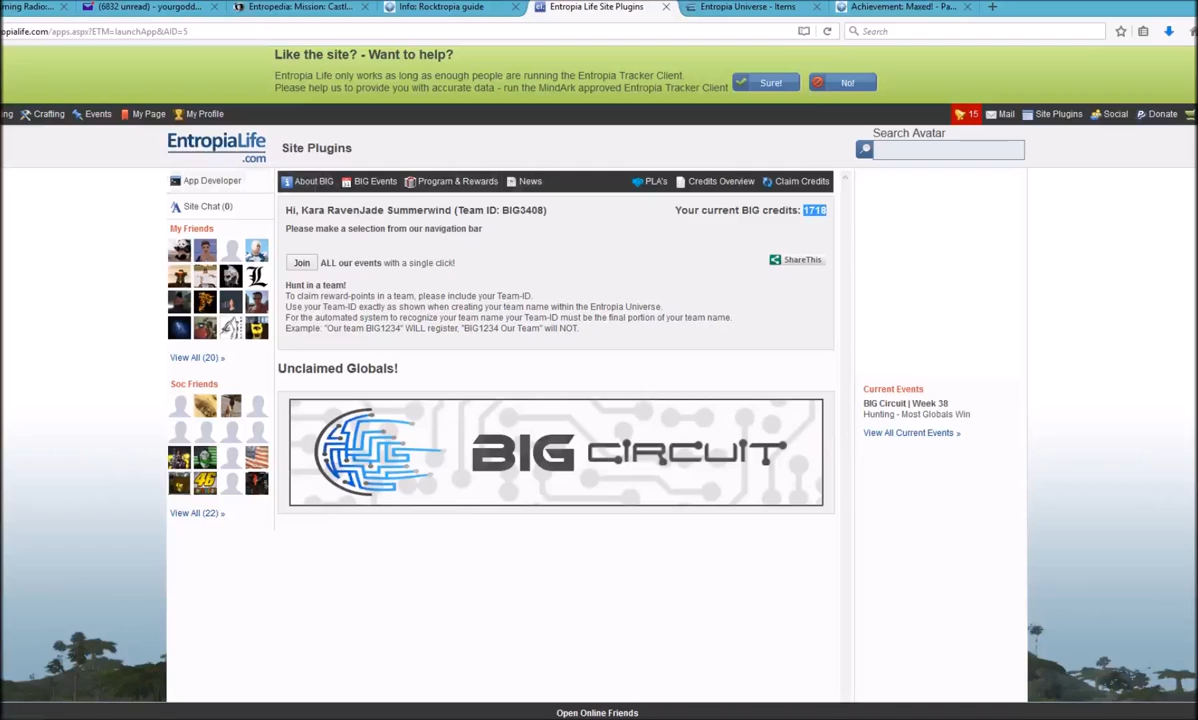 ming Radio:...
(6832 unread) - yourgodd...
Entropedia: Mission: Castl...
Info: Rocktropia guide
Entropia Life Site Plugins
Entropia Universe - Items
Achievement: Maxed! - Pa...
opialife.com/apps.aspx?ETM=launchApp&AID=5
Search
Like the site? - Want to help?
Entropia Life only works as long as enough people are running the Entropia Tracker Client.
Please help us to provide you with accurate data - run the MindArk approved Entropia Tracker Client
Sure!
No!
ing
Crafting
Events
My Page
My Profile
15
Mail
Site Plugins
Social
Donate
ENTROPIALIFE
.com
Site Plugins
Search Avatar
App Developer
Site Chat (0)
My Friends
View All (20) »
Soc Friends
46
View All (22) »
About BIG
BIG Events
Program & Rewards
News
PLA's
Credits Overview
Claim Credits
Hi, Kara RavenJade Summerwind (Team ID: BIG3408)
Your current BIG credits: 1718
Please make a selection from our navigation bar
Join
ALL our events with a single click!
ShareThis
Hunt in a team!
To claim reward-points in a team, please include your Team-ID.
Use your Team-ID exactly as shown when creating your team name within the Entropia Universe.
For the automated system to recognize your team name your Team-ID must be the final portion of your team name.
Example: "Our team BIG1234" WILL register, "BIG1234 Our Team" will NOT.
Unclaimed Globals!
BIG CIRCUIT
Current Events
BIG Circuit | Week 38
Hunting - Most Globals Win
View All Current Events »
Open Online Friends